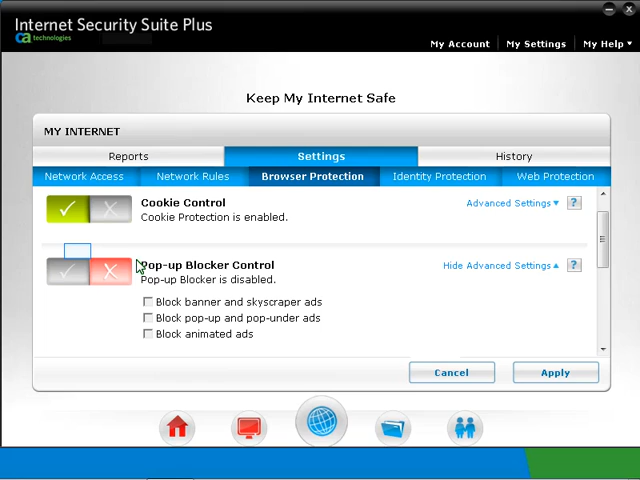 Internet Security Suite Plus
ca technologies
My Account My Settings My Help
Keep My Internet Safe
MY INTERNET
Reports Settings History
Network Access Network Rules Browser Protection Identity Protection Web Protection
Cookie Control Advanced Settings ?
Cookie Protection is enabled.
Pop-up Blocker Control Hide Advanced Settings ?
Pop-up Blocker is disabled.
Block banner and skyscraper ads
Block pop-up and pop-under ads
Block animated ads
Cancel Apply